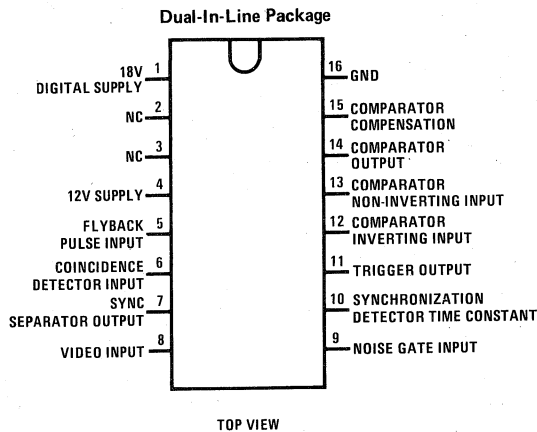 Dual-In-Line Package
18V
DIGITAL SUPPLY
1
NC
2
NC
3
12V SUPPLY
4
FLYBACK
PULSE INPUT
5
COINCIDENCE
DETECTOR INPUT
6
SYNC
SEPARATOR OUTPUT
7
VIDEO INPUT
8
16
GND
15
COMPARATOR
COMPENSATION
14
COMPARATOR
OUTPUT
13
COMPARATOR
NON-INVERTING INPUT
12
COMPARATOR
INVERTING INPUT
11
TRIGGER OUTPUT
10
SYNCHRONIZATION
DETECTOR TIME CONSTANT
9
NOISE GATE INPUT
TOP VIEW